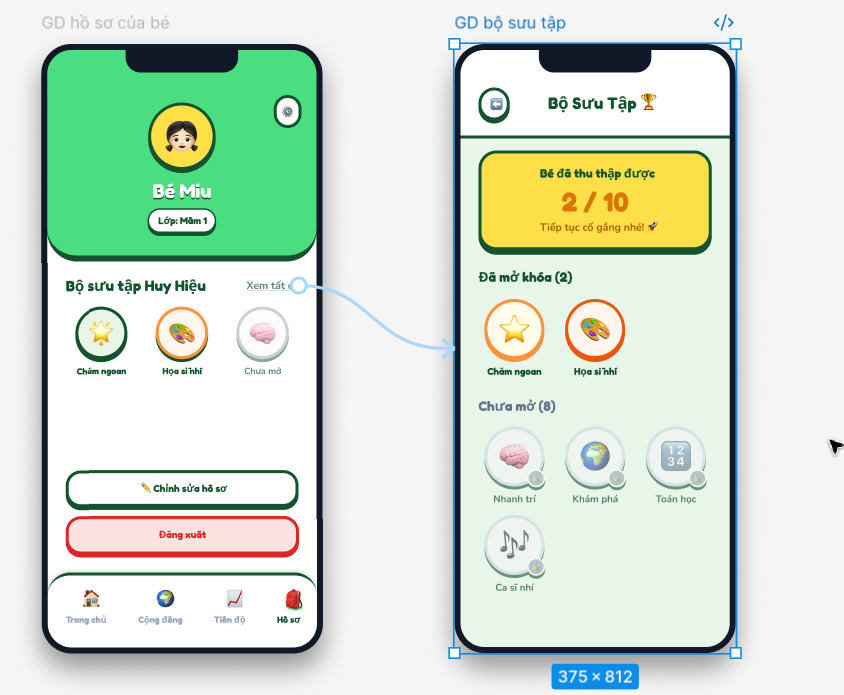 GD hồ sơ của bé
Bé Miu
Lớp: Mầm 1
Bộ sưu tập Huy Hiệu
Xem tất
Chăm ngoan
Họa sĩ nhí
Chưa mở
Chỉnh sửa hồ sơ
Đăng xuất
Trang chủ
Cộng đồng
Tiến độ
Hồ sơ
GD bộ sưu tập
</>
Bộ Sưu Tập
Bé đã thu thập được
2 / 10
Tiếp tục cố gắng nhé!
Đã mở khóa (2)
Chăm ngoan
Họa sĩ nhí
Chưa mở (8)
1 2
3 4
Nhanh trí
Khám phá
Toán học
Ca sĩ nhí
375 × 812